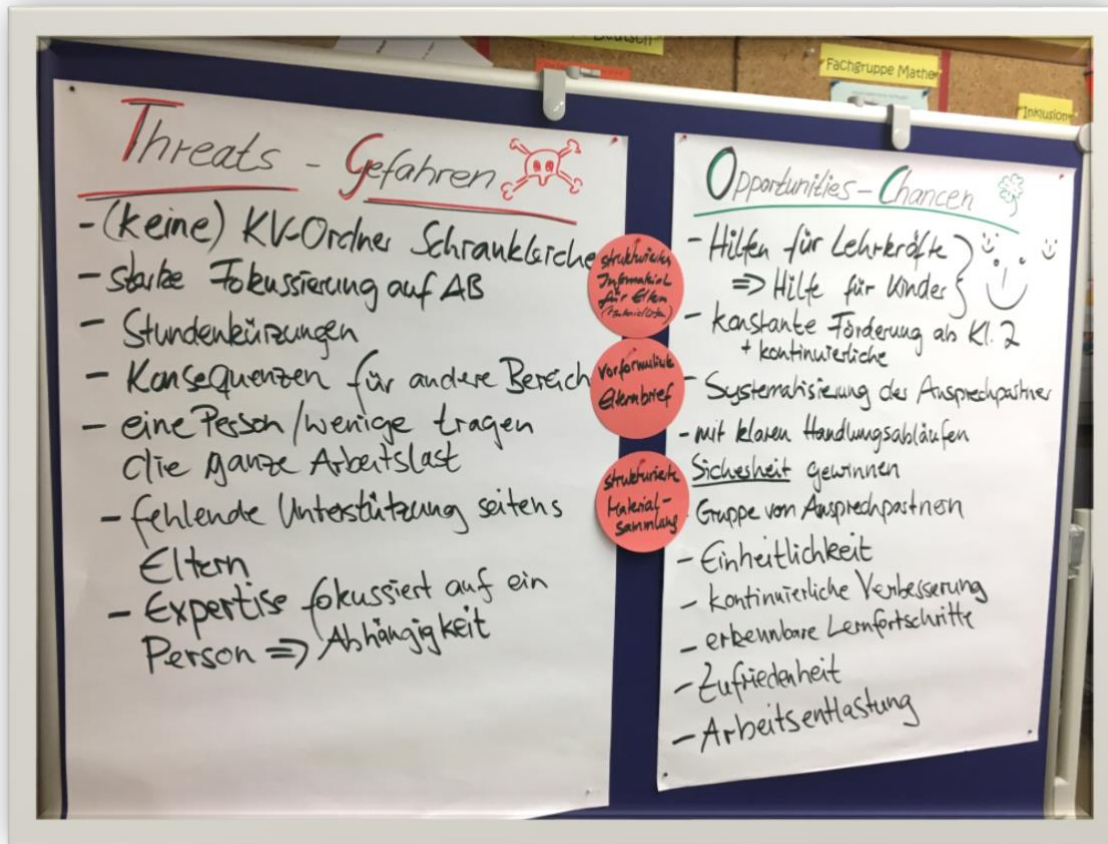 Deutsch
Fachgruppe Mathe
Inklusion
Threats - Gefahren
- (keine) KV-Ordner Schrankleiche
- starke Fokussierung auf AB
- Stundenkürzungen
- Konsequenzen für andere Bereich
- eine Person/wenige tragen
die ganze Arbeitslast
- fehlende Unterstützung seitens
Eltern
- Expertise fokussiert auf ein
Person => Abhängigkeit
strukturiertes
Informaterial
für Eltern
vorformulierte
Elternbrief
strukturierte
Material-
sammlung
Opportunities - Chancen
- Hilfen für Lehrkräfte
=> Hilfe für Kinder
- konstante Förderung ab Kl. 2
+ kontinuierliche
- Systematisierung der Ansprechpartner
- mit klaren Handlungsabläufen
Sicherheit gewinnen
- Gruppe von Ansprechpartnern
- Einheitlichkeit
- kontinuierliche Verbesserung
- erkennbare Lernfortschritte
- Zufriedenheit
- Arbeitsentlastung